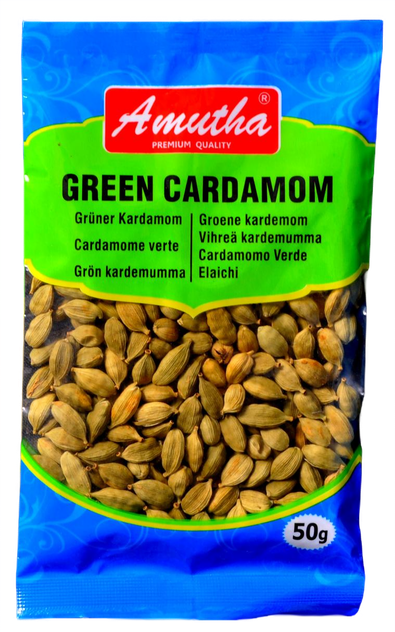 Amutha®
PREMIUM QUALITY
GREEN CARDAMOM
Grüner Kardamom
Cardamome verte
Grön kardemumma
Groene kardemom
Vihreä kardemumma
Cardamomo Verde
Elaichi
50g